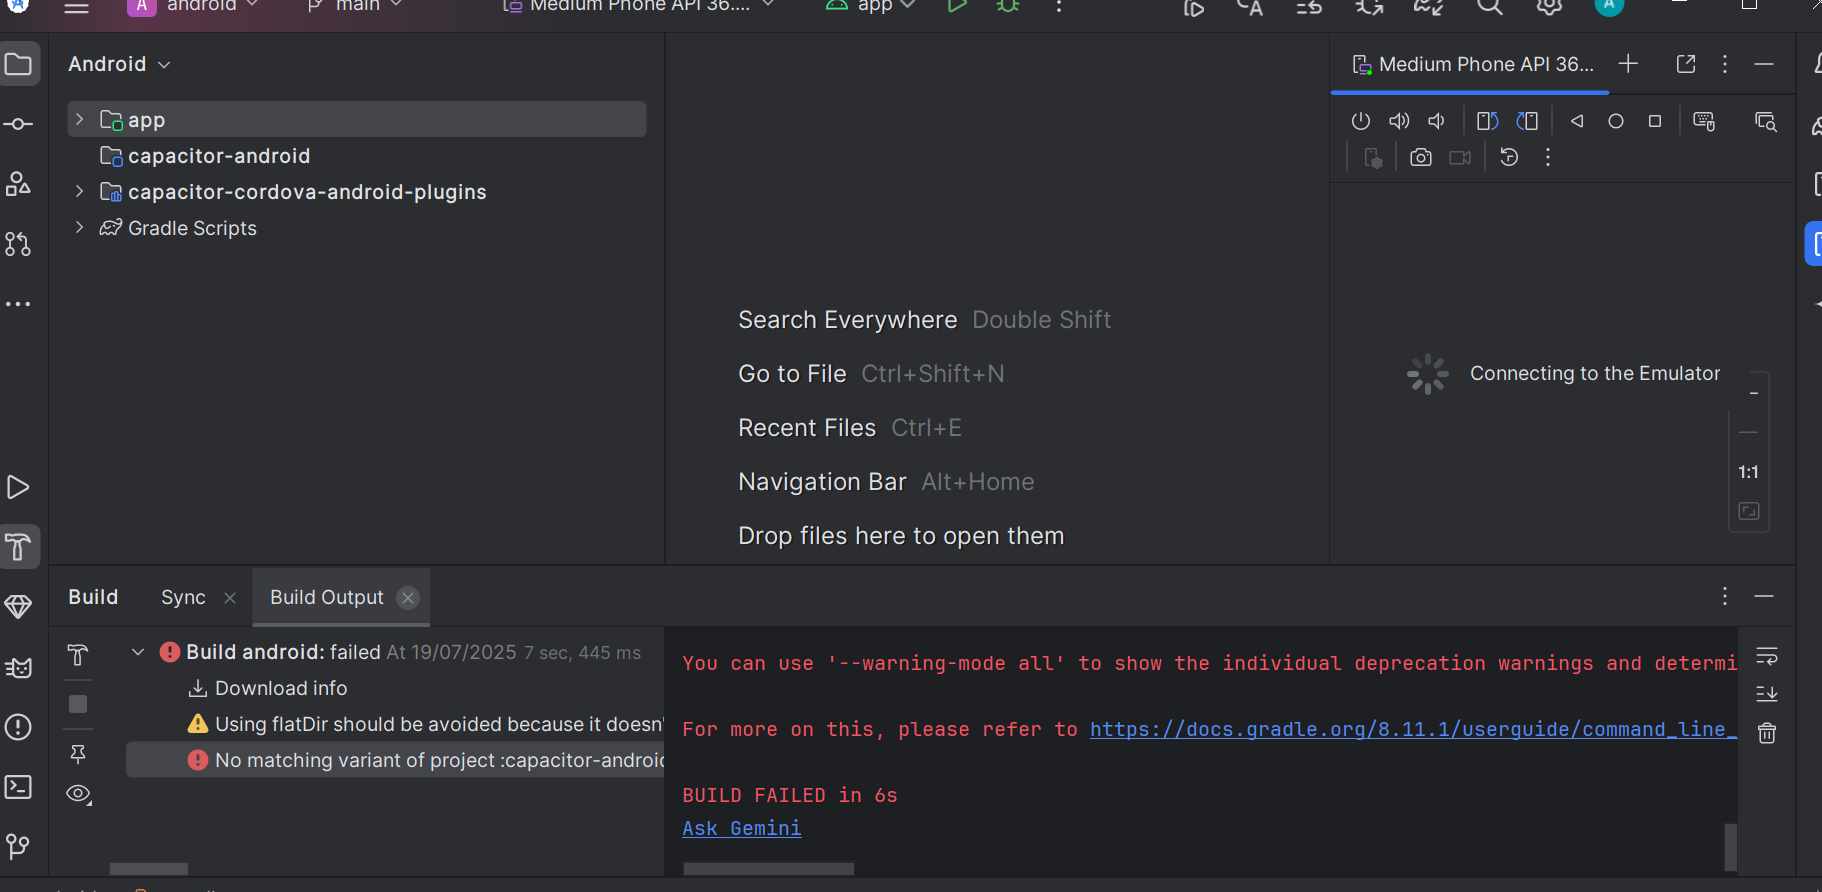 A android main Medium Phone API 36.... app A
Android
Medium Phone API 36...
app
capacitor-android
capacitor-cordova-android-plugins
Gradle Scripts
Search Everywhere Double Shift
Go to File Ctrl+Shift+N
Recent Files Ctrl+E
Navigation Bar Alt+Home
Drop files here to open them
Connecting to the Emulator
1:1
Build Sync Build Output
Build android: failed At 19/07/2025 7 sec, 445 ms
Download info
Using flatDir should be avoided because it doesn'
No matching variant of project :capacitor-androi
You can use '--warning-mode all' to show the individual deprecation warnings and determi
For more on this, please refer to https://docs.gradle.org/8.11.1/userguide/command_line_
BUILD FAILED in 6s
Ask Gemini